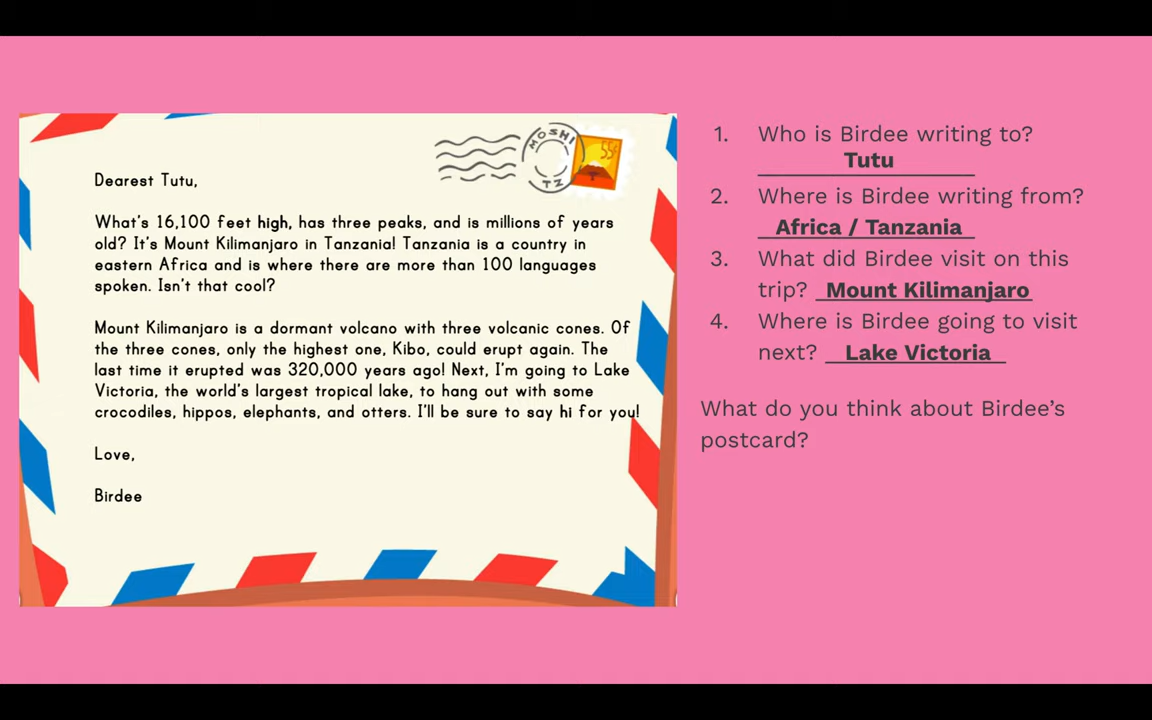 MOSHI
TZ
Dearest Tutu,
What's 16,100 feet high, has three peaks, and is millions of years
old? It's Mount Kilimanjaro in Tanzania! Tanzania is a country in
eastern Africa and is where there are more than 100 languages
spoken. Isn't that cool?
Mount Kilimanjaro is a dormant volcano with three volcanic cones. Of
the three cones, only the highest one, Kibo, could erupt again. The
last time it erupted was 320,000 years ago! Next, I'm going to Lake
Victoria, the world's largest tropical lake, to hang out with some
crocodiles, hippos, elephants, and otters. I'll be sure to say hi for you!
Love,
Birdee
1. Who is Birdee writing to?
Tutu
2. Where is Birdee writing from?
Africa / Tanzania
3. What did Birdee visit on this
trip? Mount Kilimanjaro
4. Where is Birdee going to visit
next? Lake Victoria
What do you think about Birdee's
postcard?